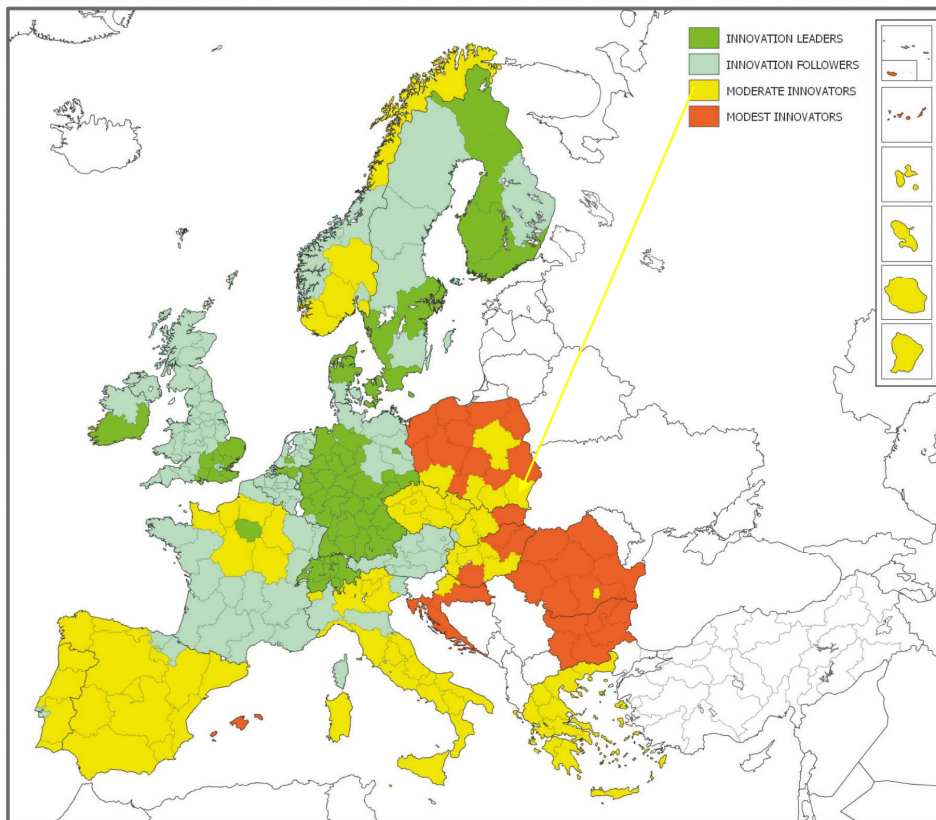 INNOVATION LEADERS
INNOVATION FOLLOWERS
MODERATE INNOVATORS
MODEST INNOVATORS